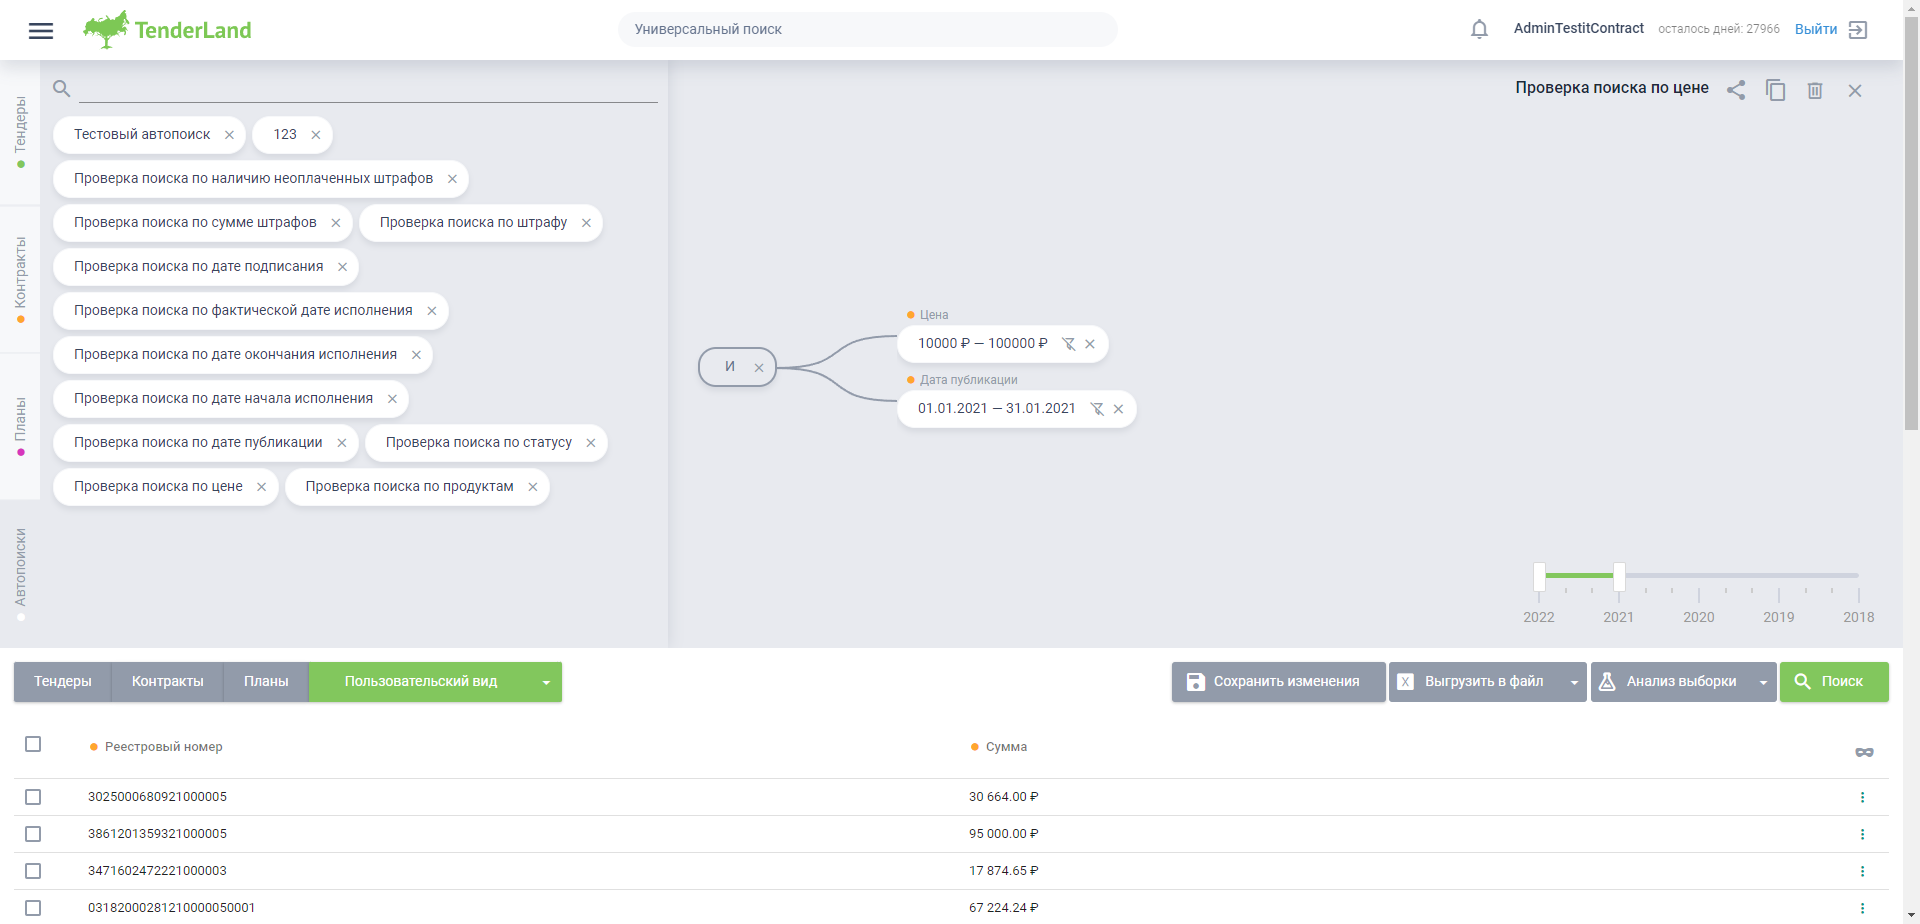 TenderLand
Универсальный поиск
AdminTestitContract осталось дней: 27966 Выйти
Тендеры
Контракты
Планы
Автопоиски
Тестовый автопоиск
123
Проверка поиска по наличию неоплаченных штрафов
Проверка поиска по сумме штрафов
Проверка поиска по штрафу
Проверка поиска по дате подписания
Проверка поиска по фактической дате исполнения
Проверка поиска по дате окончания исполнения
Проверка поиска по дате начала исполнения
Проверка поиска по дате публикации
Проверка поиска по статусу
Проверка поиска по цене
Проверка поиска по продуктам
Проверка поиска по цене
И
Цена
10000 ₽ — 100000 ₽
Дата публикации
01.01.2021 — 31.01.2021
2022 2021 2020 2019 2018
Тендеры Контракты Планы Пользовательский вид
Сохранить изменения
X Выгрузить в файл
Анализ выборки
Поиск
Реестровый номер Сумма
3025000680921000005 30 664.00 ₽
3861201359321000005 95 000.00 ₽
3471602472221000003 17 874.65 ₽
03182000281210000050001 67 224.24 ₽